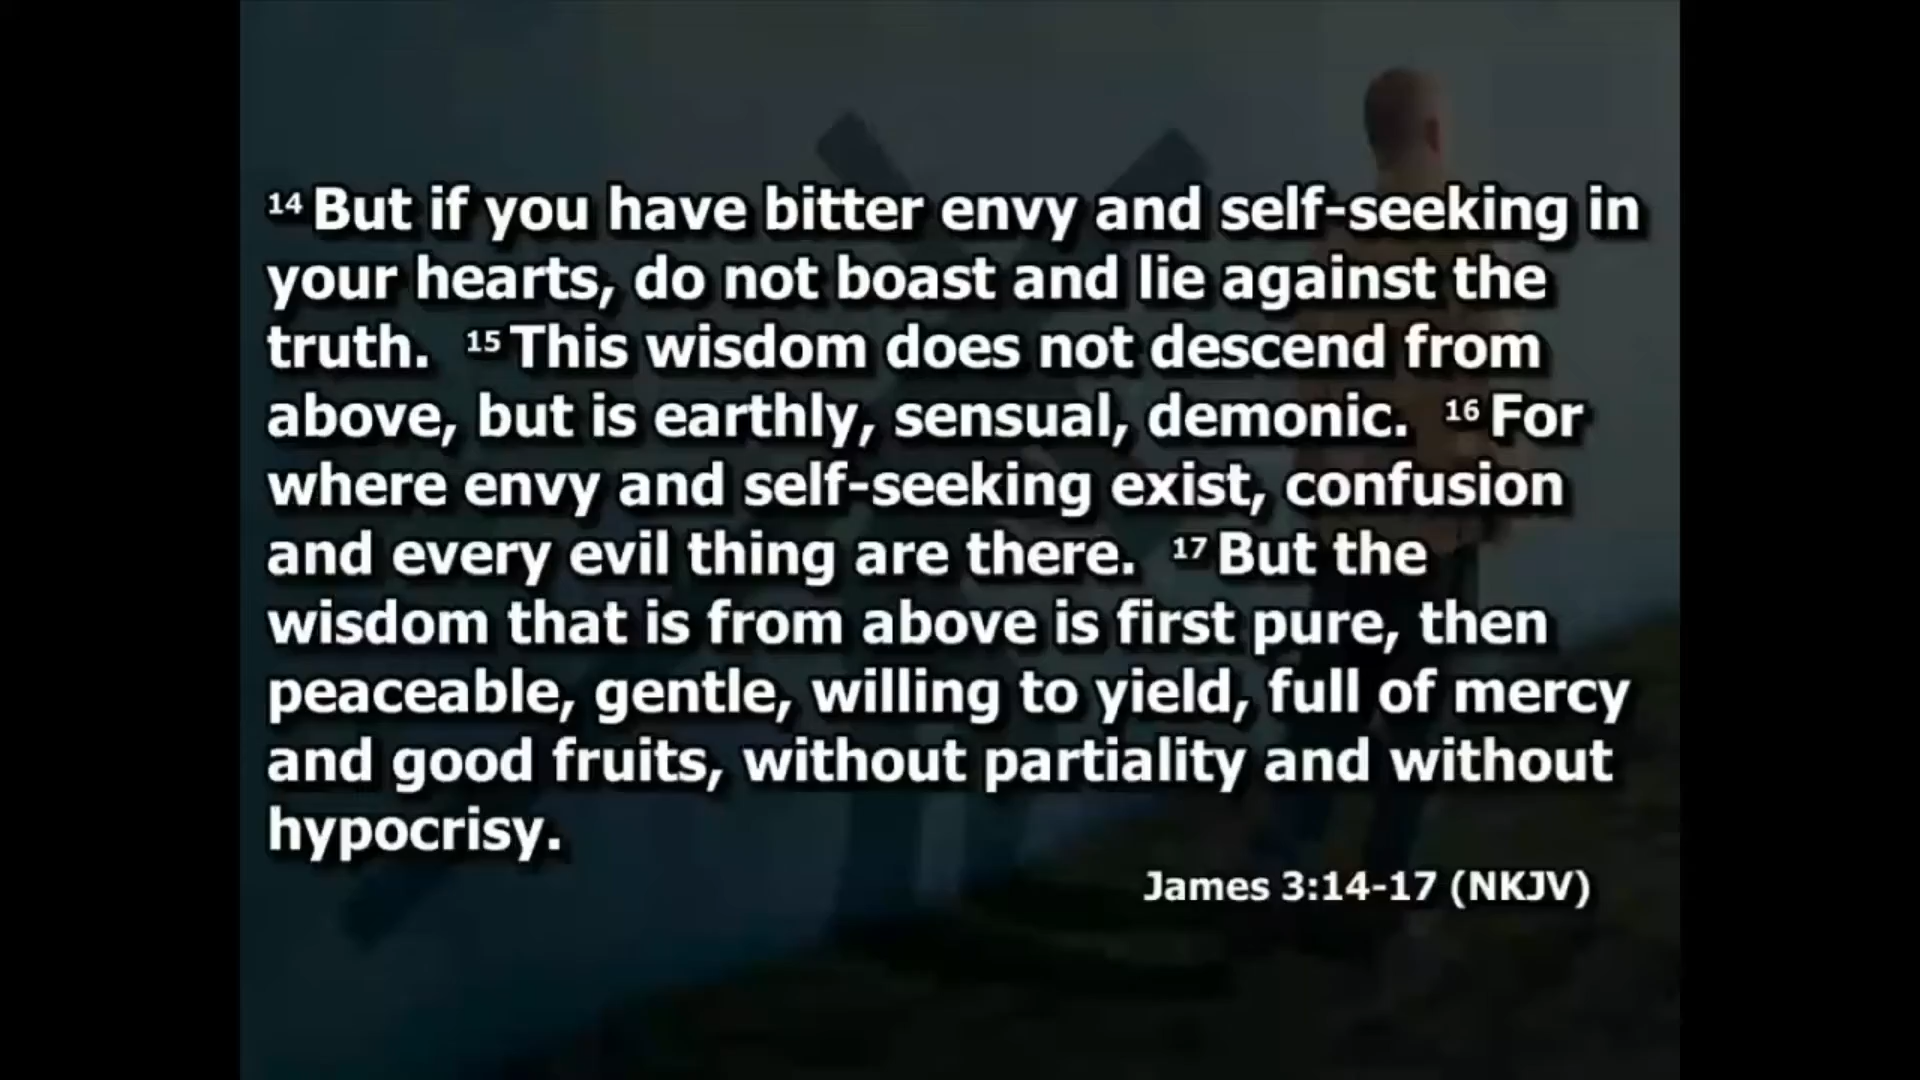 14 But if you have bitter envy and self-seeking in
your hearts, do not boast and lie against the
truth. 15 This wisdom does not descend from
above, but is earthly, sensual, demonic. 16 For
where envy and self-seeking exist, confusion
and every evil thing are there. 17 But the
wisdom that is from above is first pure, then
peaceable, gentle, willing to yield, full of mercy
and good fruits, without partiality and without
hypocrisy.
James 3:14-17 (NKJV)